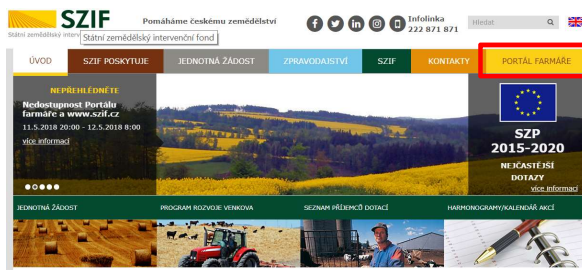 SZIF
Státní zemědělský interv
Státní zemědělský intervenční fond
Pomáháme českému zemědělství
Infolinka
222 871 871
Hledat
ÚVOD
SZIF POSKYTUJE
JEDNOTNÁ ŽÁDOST
ZPRAVODAJSTVÍ
SZIF
KONTAKTY
PORTÁL FARMÁŘE
NEPŘEHLÉDNĚTE
Nedostupnost Portálu
farmáře a www.szif.cz
11.5.2018 20:00 - 12.5.2018 8:00
více informací
SZP
2015-2020
NEJČASTĚJŠÍ
DOTAZY
více informací
JEDNOTNÁ ŽÁDOST
PROGRAM ROZVOJE VENKOVA
SEZNAM PŘÍJEMCŮ DOTACÍ
HARMONOGRAMY/KALENDÁŘ AKCÍ